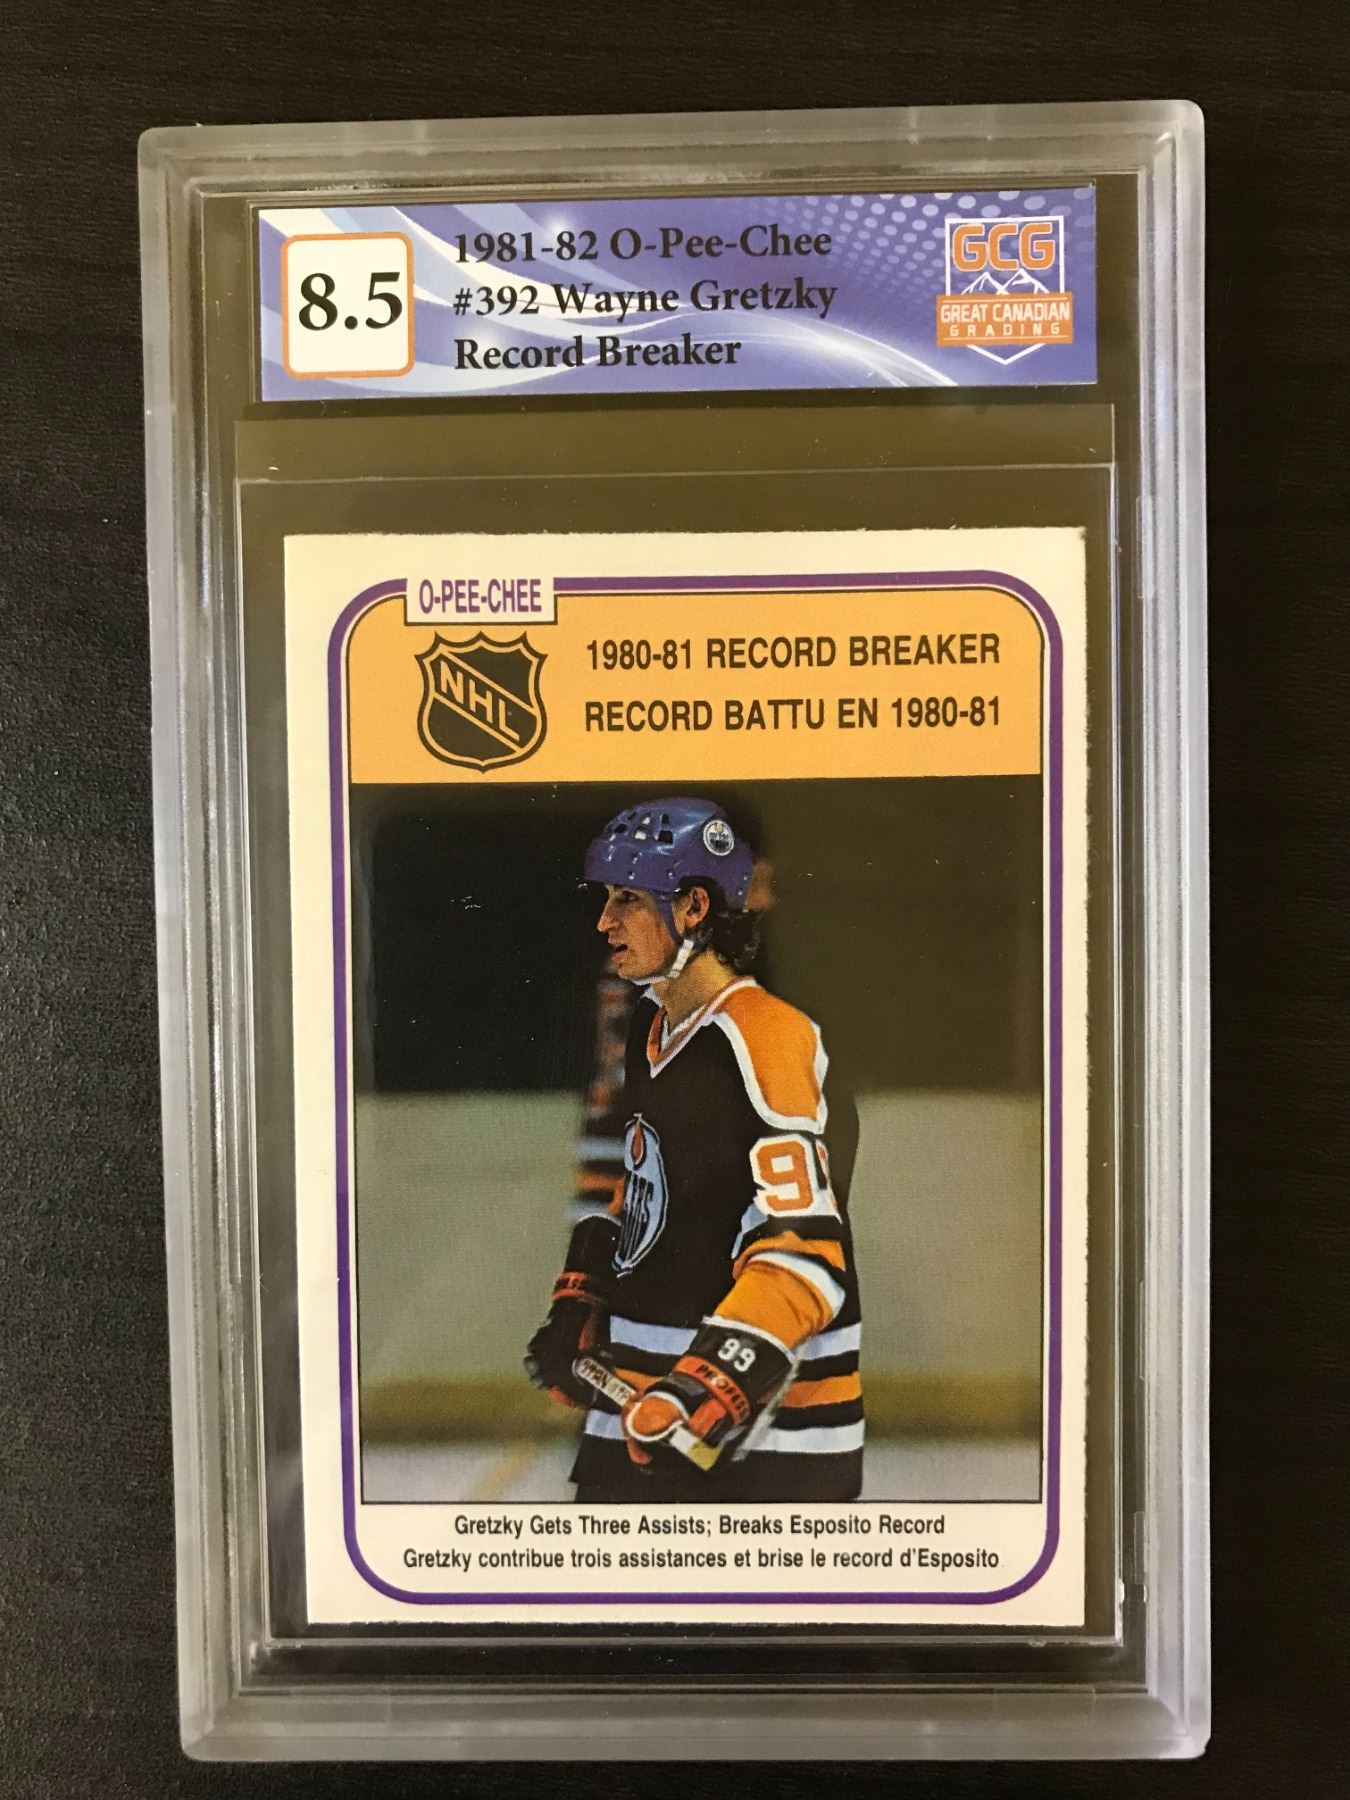 8.5
1981-82 O-Pee-Chee
#392 Wayne Gretzky
Record Breaker
GCG
GREAT CANADIAN
GRADING
O-PEE-CHEE
NHL
1980-81 RECORD BREAKER
RECORD BATTU EN 1980-81
99
Gretzky Gets Three Assists; Breaks Esposito Record
Gretzky contribue trois assistances et brise le record d'Esposito